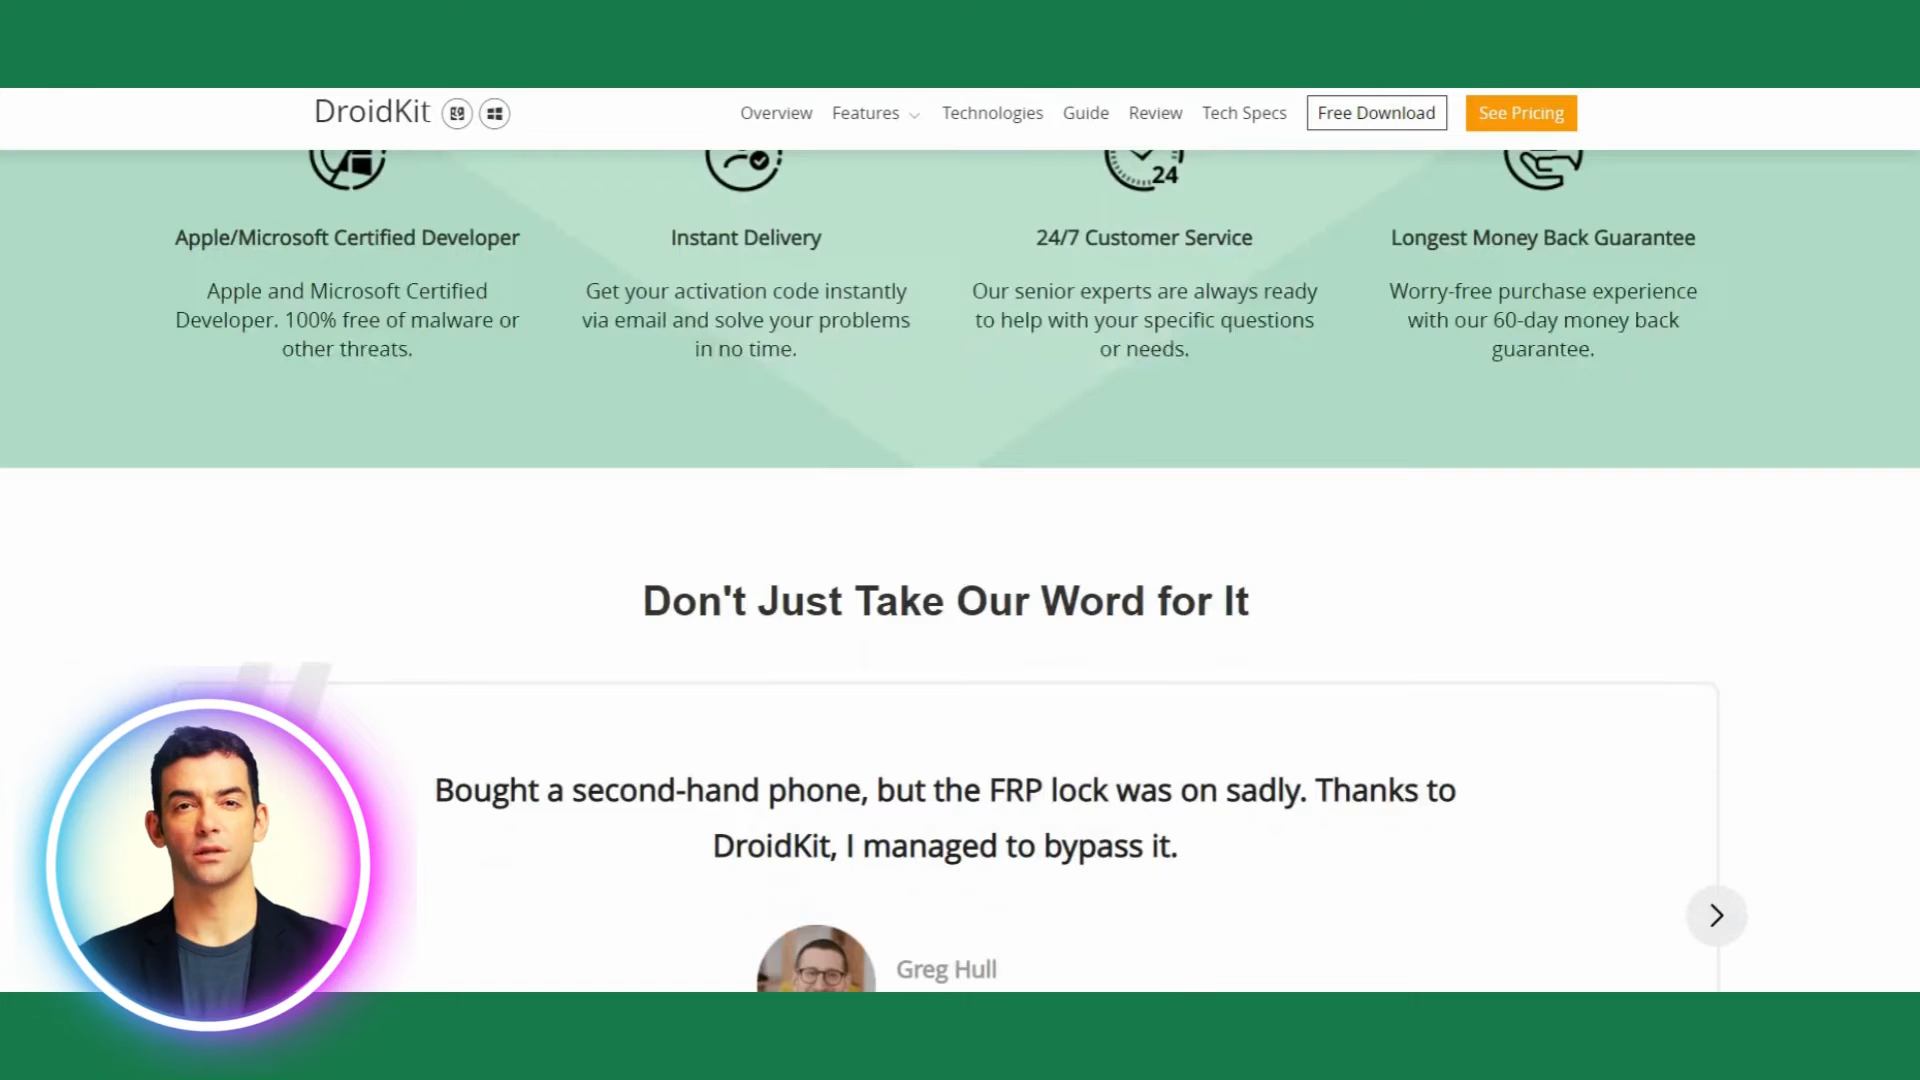 DroidKit
Overview Features Technologies Guide Review Tech Specs Free Download See Pricing
24
Apple/Microsoft Certified Developer
Apple and Microsoft Certified
Developer. 100% free of malware or
other threats.
Instant Delivery
Get your activation code instantly
via email and solve your problems
in no time.
24/7 Customer Service
Our senior experts are always ready
to help with your specific questions
or needs.
Longest Money Back Guarantee
Worry-free purchase experience
with our 60-day money back
guarantee.
Don't Just Take Our Word for It
Bought a second-hand phone, but the FRP lock was on sadly. Thanks to
DroidKit, I managed to bypass it.
Greg Hull